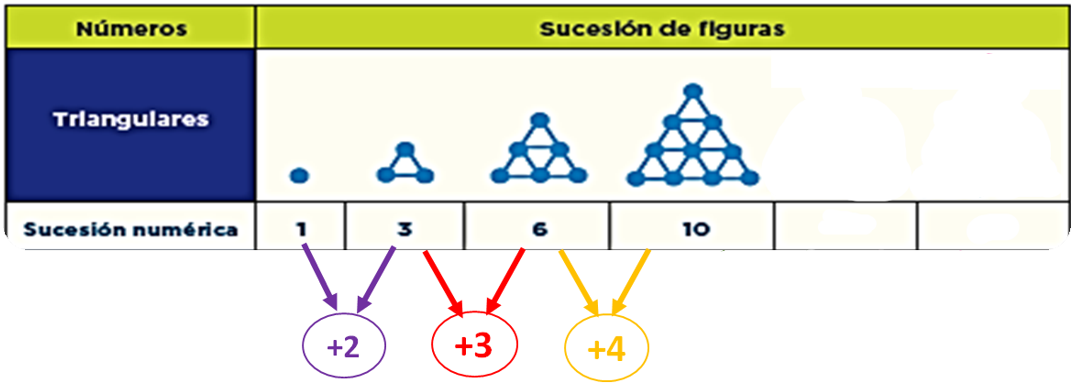 Números Sucesión de figuras
Triangulares
Sucesión numérica 1 3 6 10
+2 +3 +4